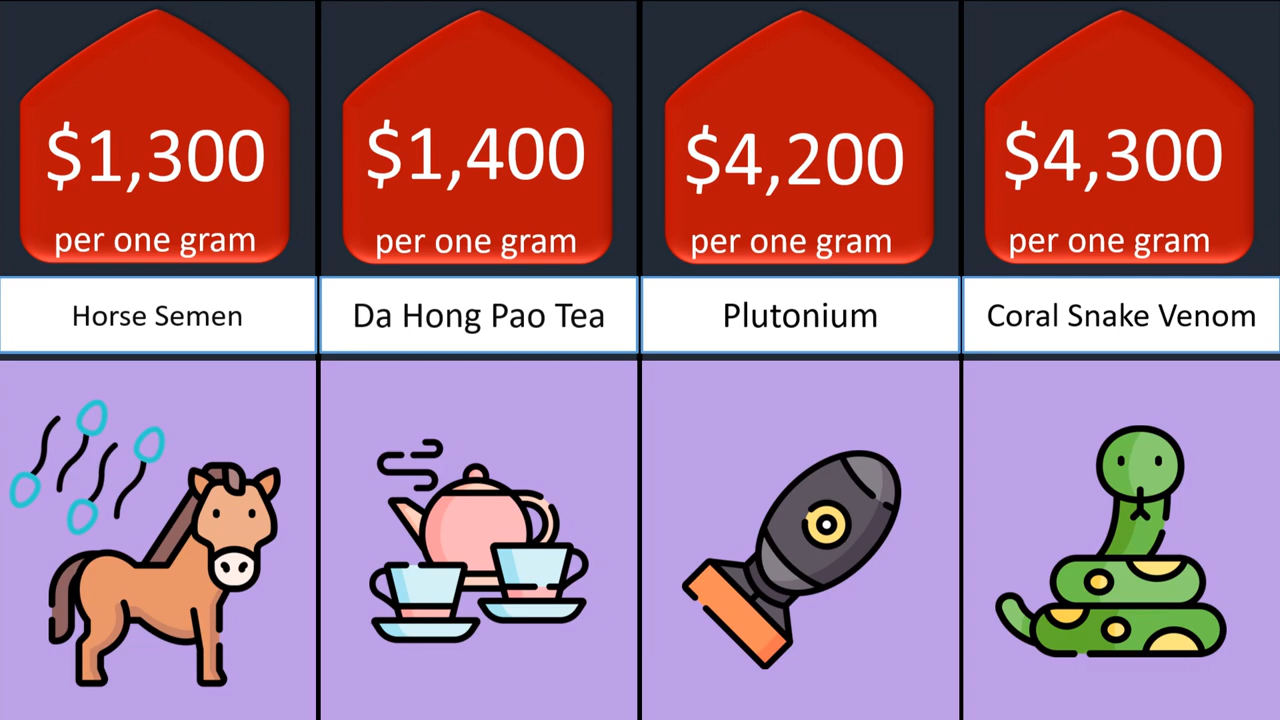 $1,300
per one gram
Horse Semen
$1,400
per one gram
Da Hong Pao Tea
$4,200
per one gram
Plutonium
$4,300
per one gram
Coral Snake Venom